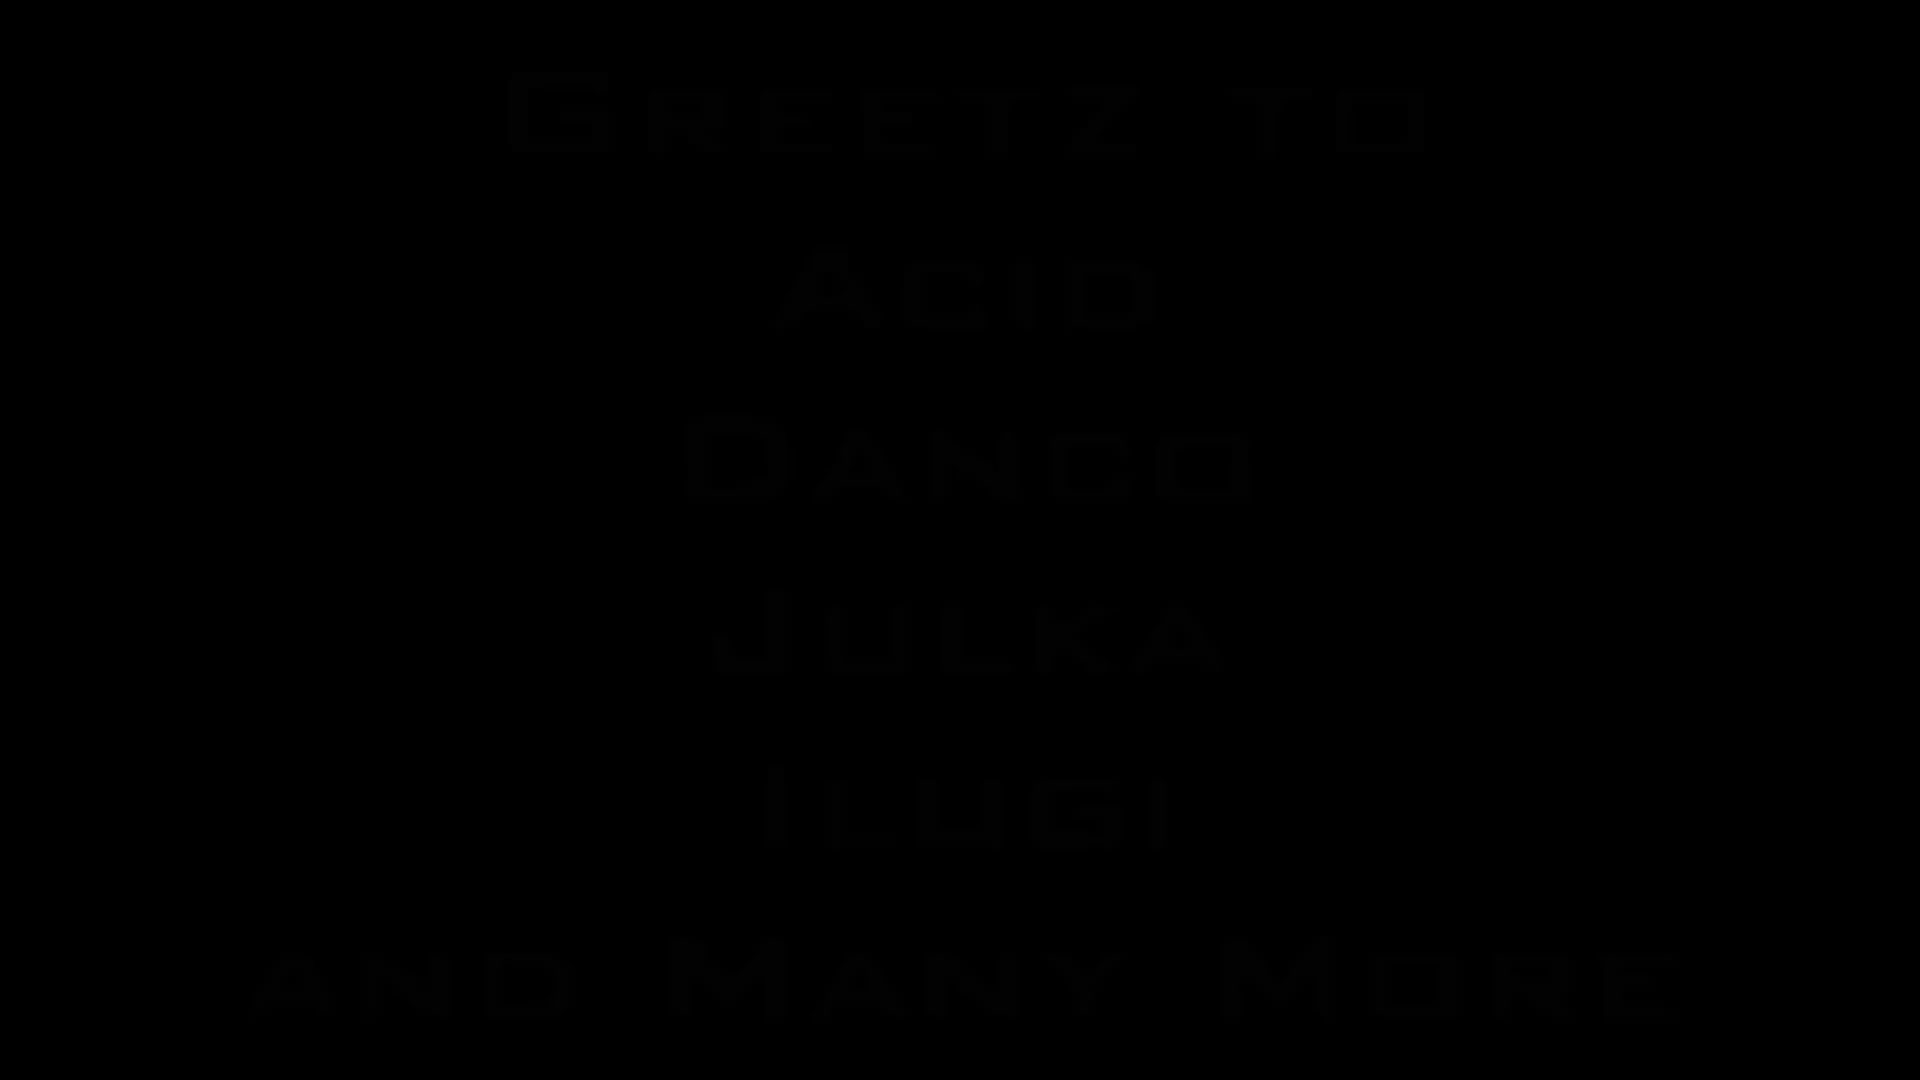 Greetz to
Acid
Danco
Julka
Ilugi
and Many More